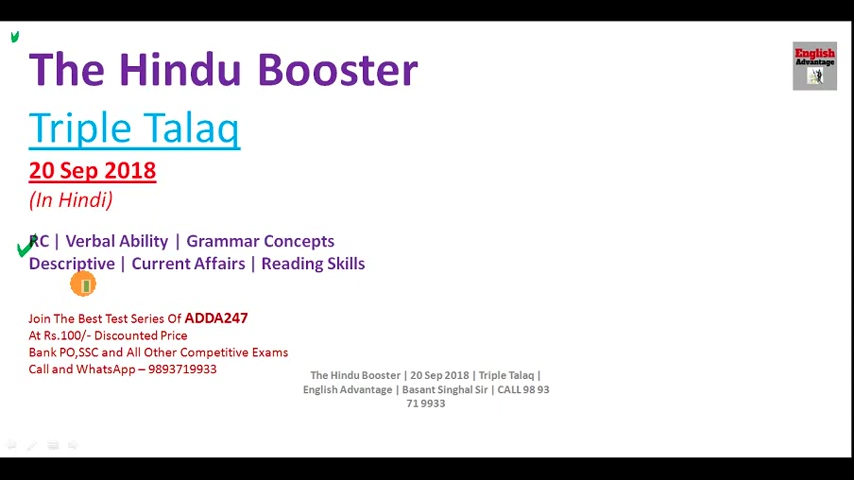 The Hindu Booster
English
Advantage
Triple Talaq
20 Sep 2018
(In Hindi)
RC | Verbal Ability | Grammar Concepts
Descriptive | Current Affairs | Reading Skills
Join The Best Test Series Of ADDA247
At Rs.100/- Discounted Price
Bank PO,SSC and All Other Competitive Exams
Call and WhatsApp – 9893719933
The Hindu Booster | 20 Sep 2018 | Triple Talaq |
English Advantage | Basant Singhal Sir | CALL 98 93
71 9933